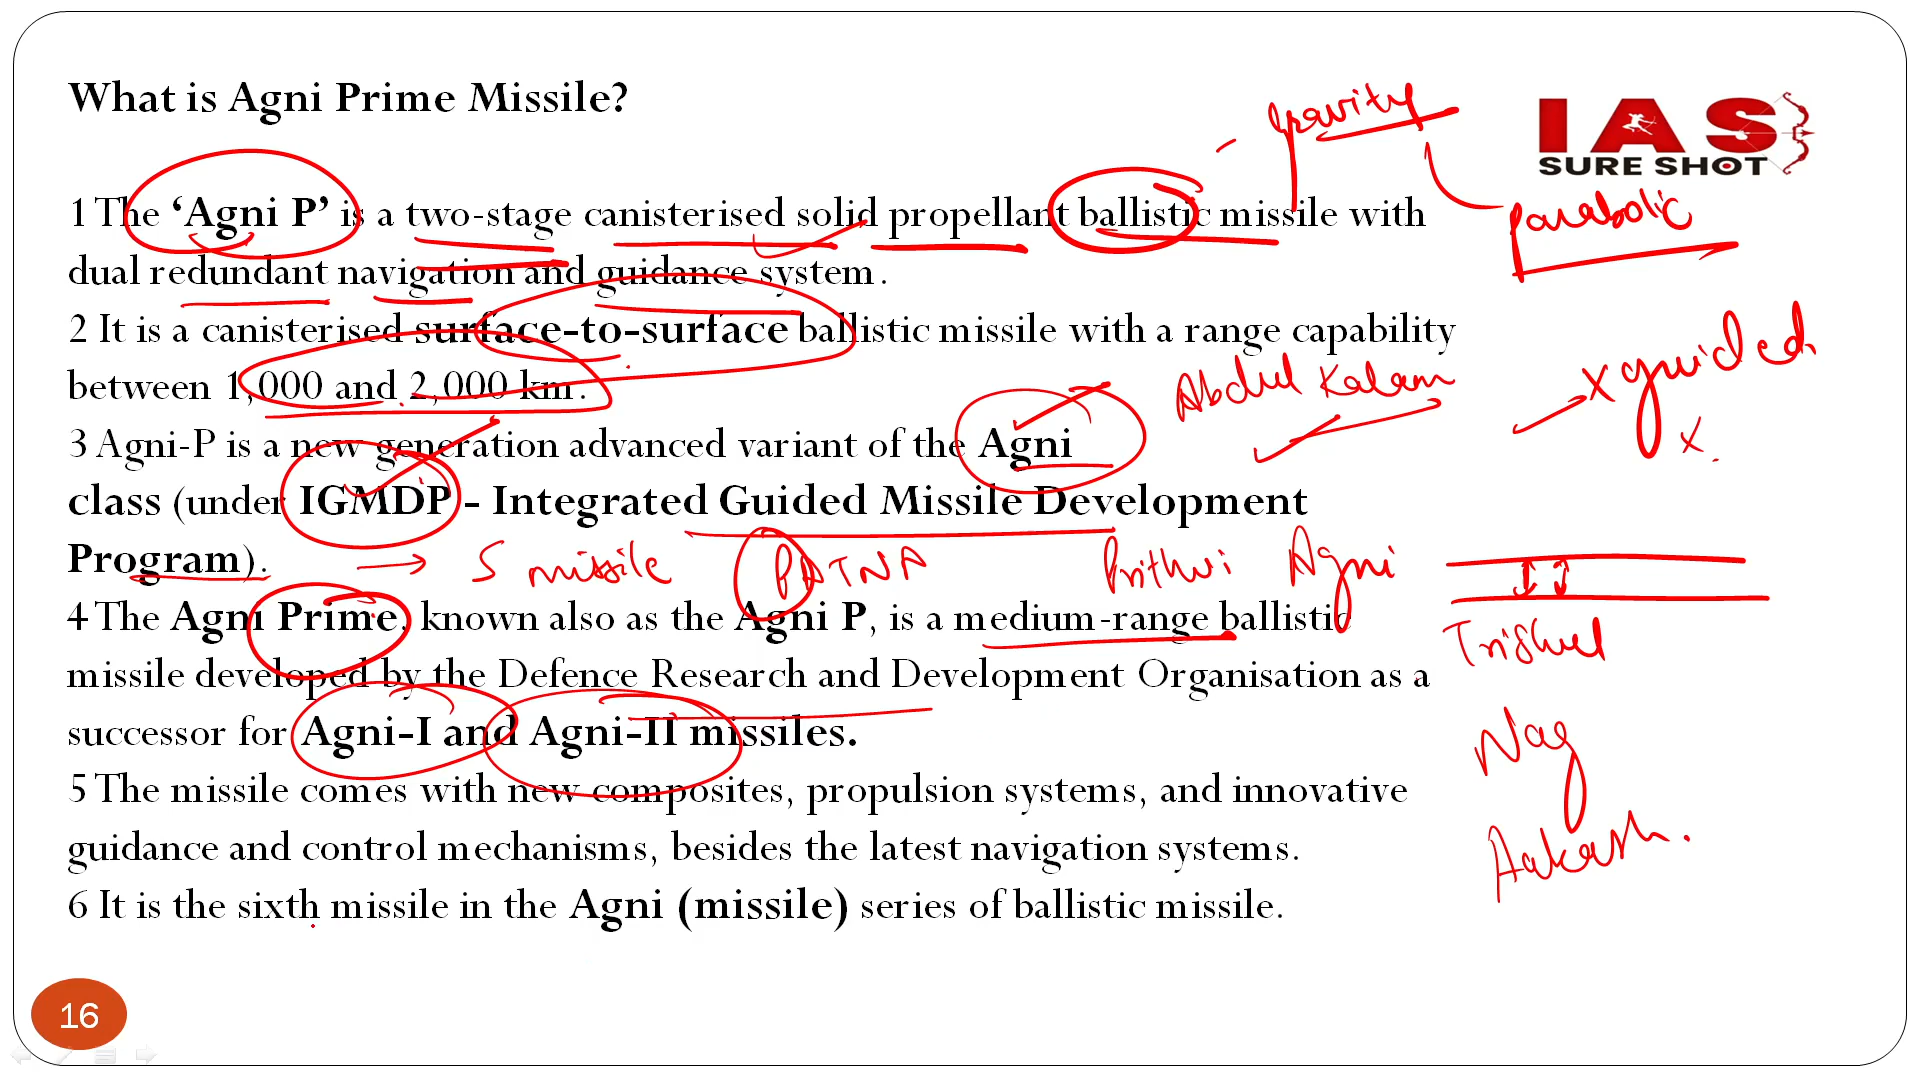 What is Agni Prime Missile?
- Gravity
IAS
SURE SHOT
1 The ‘Agni P’ is a two-stage canisterised solid propellant ballistic missile with
parabolic
dual redundant navigation and guidance system.
2 It is a canisterised surface-to-surface ballistic missile with a range capability
x guided
between 1,000 and 2,000 km.
Abdul Kalam
x
3 Agni-P is a new generation advanced variant of the Agni
class (under IGMDP - Integrated Guided Missile Development
Program).
→ 5 missile PATNA Prithvi Agni
4 The Agni Prime, known also as the Agni P, is a medium-range ballistic
Trishul
missile developed by the Defence Research and Development Organisation as a
successor for Agni-I and Agni-II missiles.
Nag
5 The missile comes with new composites, propulsion systems, and innovative
guidance and control mechanisms, besides the latest navigation systems.
Aakash.
6 It is the sixth missile in the Agni (missile) series of ballistic missile.
16